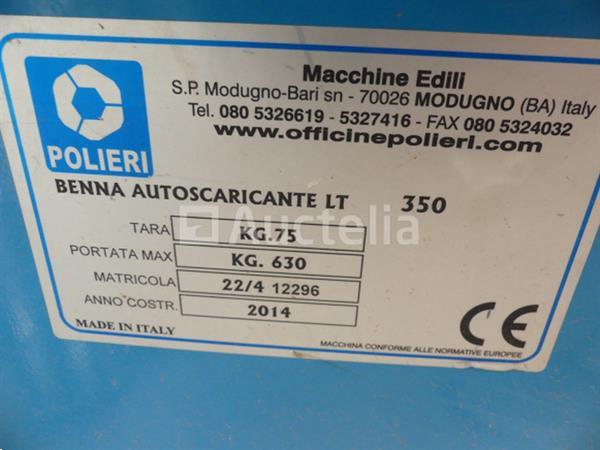 POLIERI
Macchine Edili
S.P. Modugno-Bari sn - 70026 MODUGNO (BA) Italy
Tel. 080 5326619 - 5327416 - FAX 080 5324032
www.officinepolieri.com
BENNA AUTOSCARICANTE LT 350
TARA KG.75
Auctelia
PORTATA MAX KG. 630
MATRICOLA 22/4 12296
ANNO COSTR. 2014
MADE IN ITALY
CE
MACCHINA CONFORME ALLE NORMATIVE EUROPEE